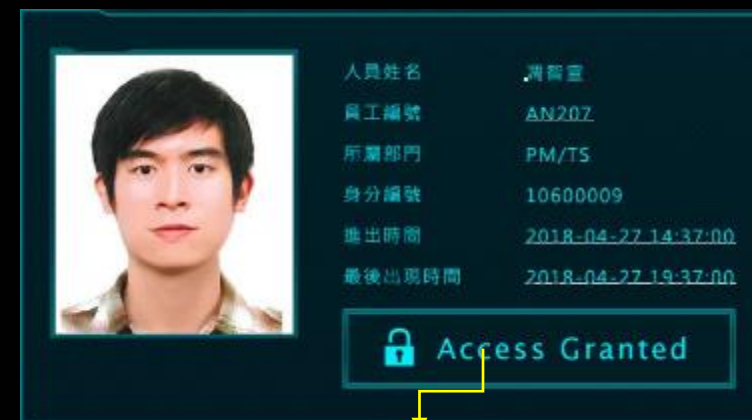 人員姓名
員工編號 AN207
所屬部門 PM/TS
身分編號 10600009
進出時間 2018-04-27 14:37:00
最後出現時間 2018-04-27 19:37:00
Access Granted